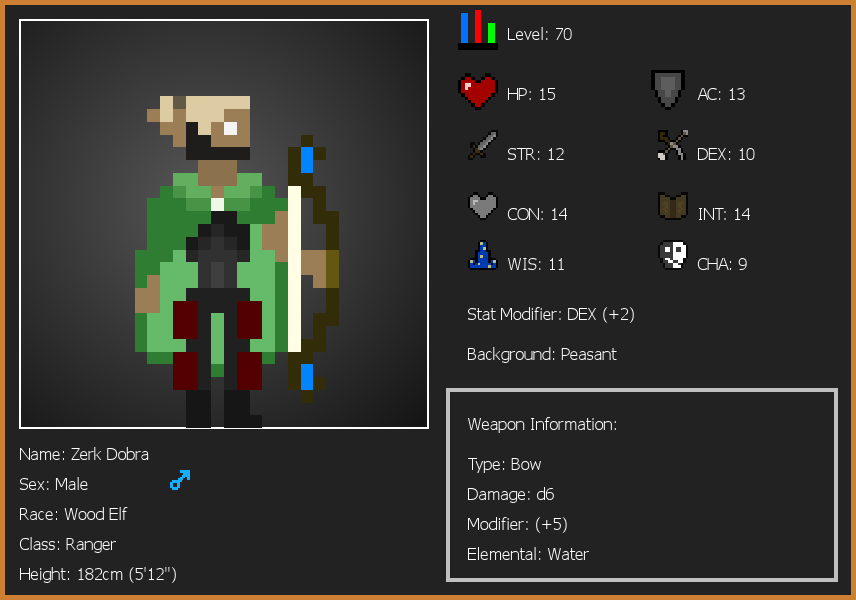 Level: 70
HP: 15
AC: 13
STR: 12
DEX: 10
CON: 14
INT: 14
WIS: 11
CHA: 9
Stat Modifier: DEX (+2)
Background: Peasant
Weapon Information:
Type: Bow
Damage: d6
Modifier: (+5)
Elemental: Water
Name: Zerk Dobra
Sex: Male
Race: Wood Elf
Class: Ranger
Height: 182cm (5'12")